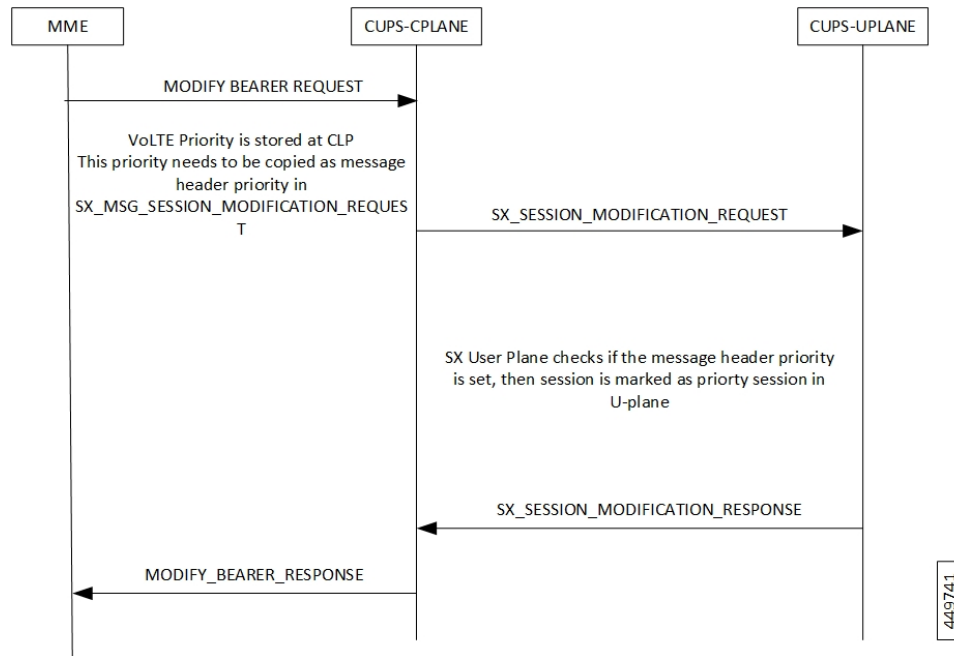 MME
CUPS-CPLANE
CUPS-UPLANE
MODIFY BEARER REQUEST
VoLTE Priority is stored at CLP
This priority needs to be copied as message
header priority in
SX_MSG_SESSION_MODIFICATION_REQUES
T
SX_SESSION_MODIFICATION_REQUEST
SX User Plane checks if the message header priority
is set, then session is marked as priorty session in
U-plane
SX_SESSION_MODIFICATION_RESPONSE
MODIFY_BEARER_RESPONSE
449741